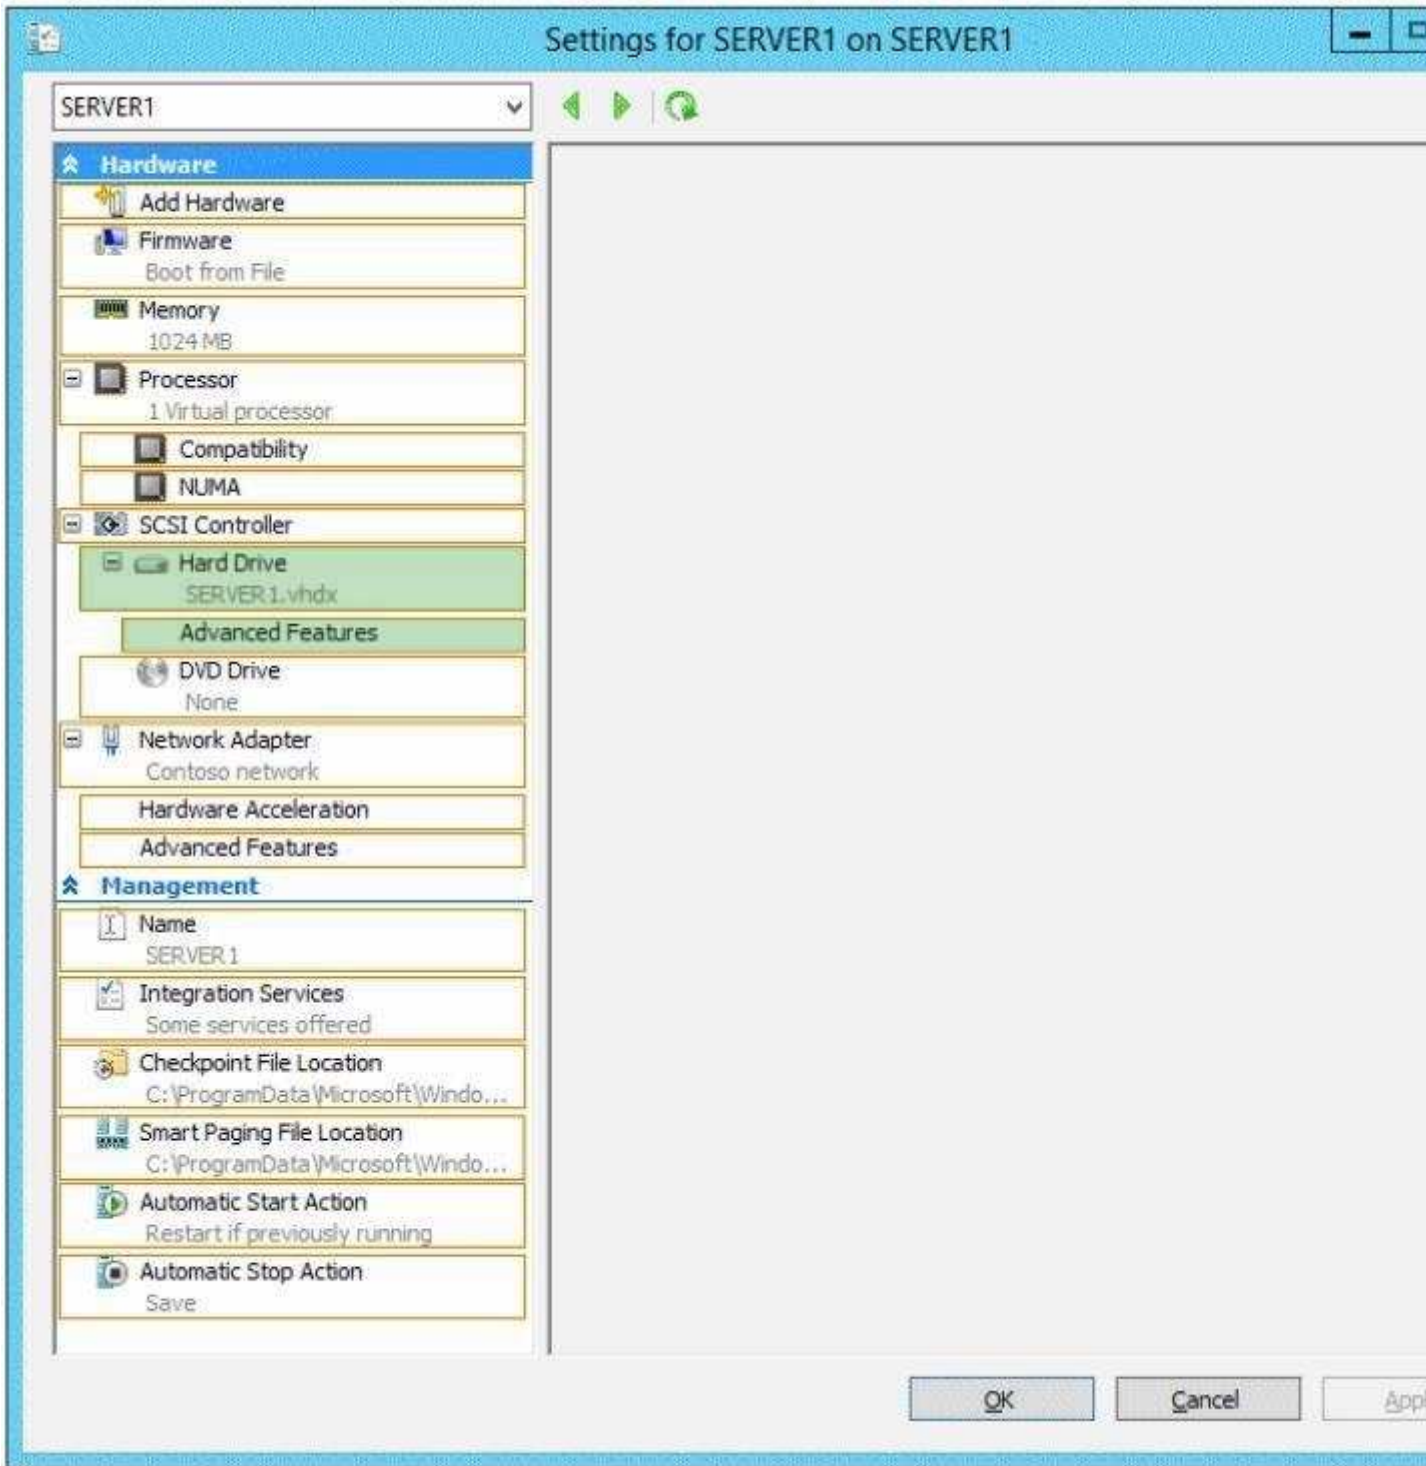 Settings for SERVER1 on SERVER1
SERVER1
Hardware
Add Hardware
Firmware
Boot from File
Memory
1024 MB
Processor
1 Virtual processor
Compatibility
NUMA
SCSI Controller
Hard Drive
SERVER1.vhdx
Advanced Features
DVD Drive
None
Network Adapter
Contoso network
Hardware Acceleration
Advanced Features
Management
Name
SERVER1
Integration Services
Some services offered
Checkpoint File Location
C:\ProgramData\Microsoft\Windo...
Smart Paging File Location
C:\ProgramData\Microsoft\Windo...
Automatic Start Action
Restart if previously running
Automatic Stop Action
Save
OK Cancel Appl